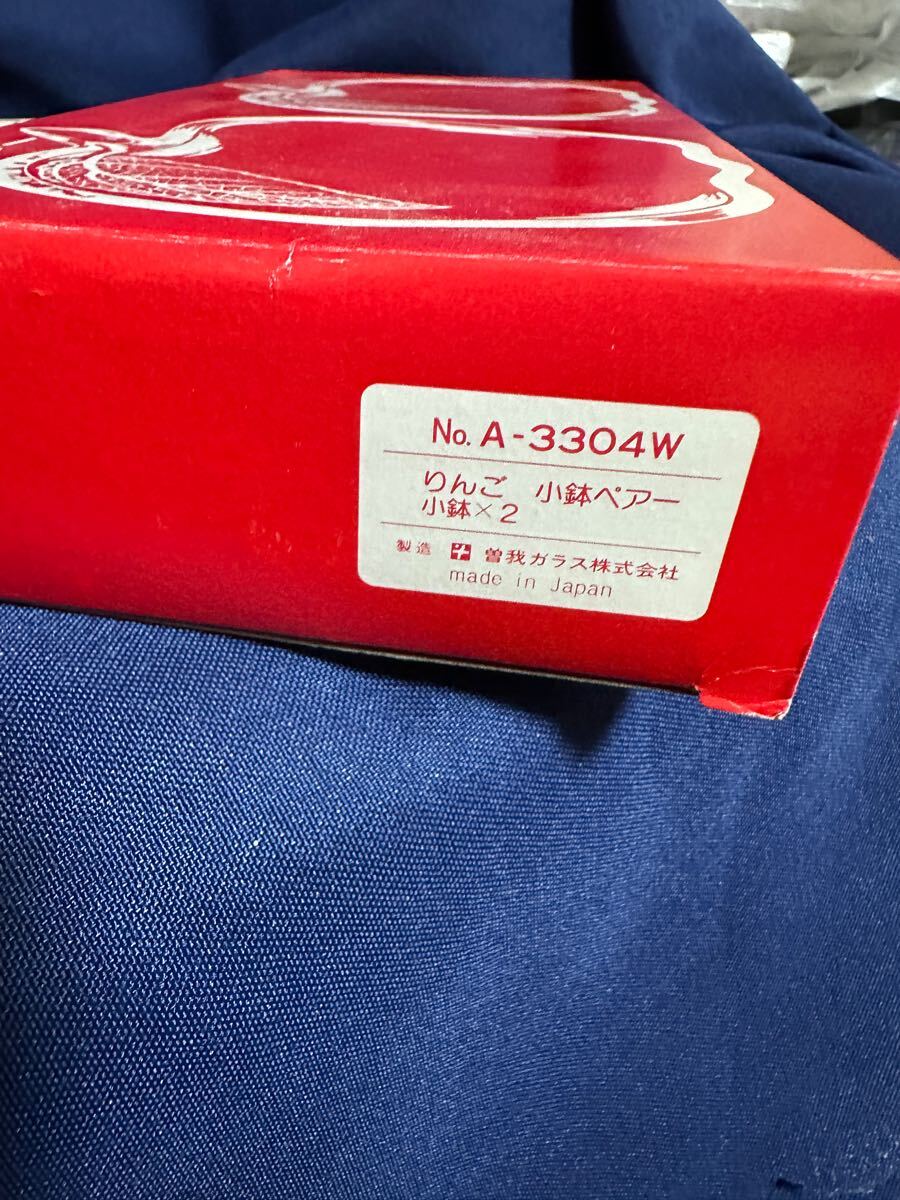 No. A-3304W
りんご 小鉢ペアー
小鉢×2
製造 曽我ガラス株式会社
made in Japan